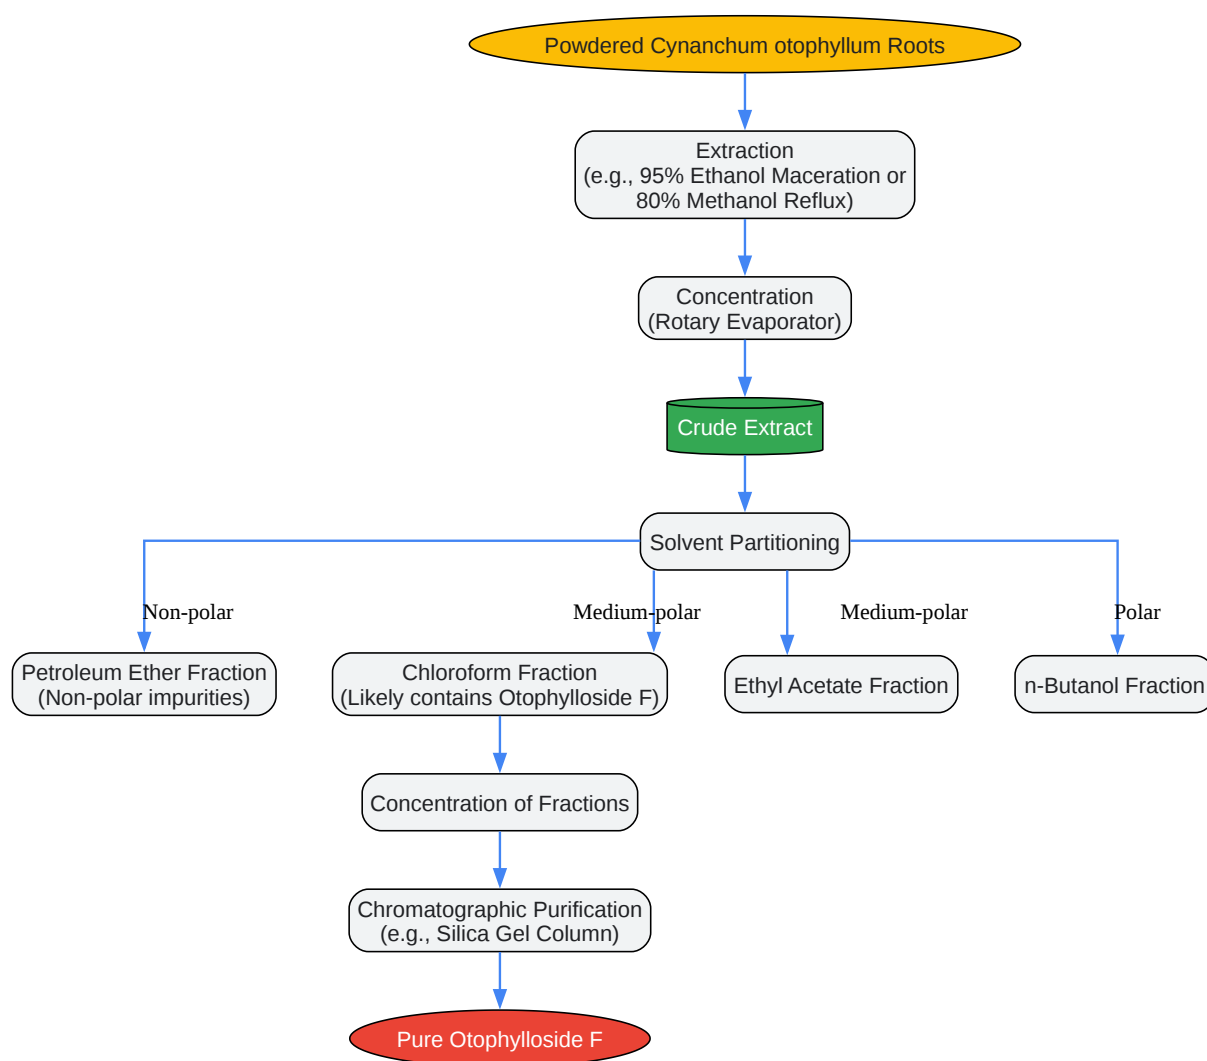 Powdered Cynanchum otophyllum Roots
Extraction
(e.g., 95% Ethanol Maceration or
80% Methanol Reflux)
Concentration
(Rotary Evaporator)
Crude Extract
Solvent Partitioning
Non-polar
Medium-polar
Medium-polar
Polar
Petroleum Ether Fraction
(Non-polar impurities)
Chloroform Fraction
(Likely contains Otophylloside F)
Ethyl Acetate Fraction
n-Butanol Fraction
Concentration of Fractions
Chromatographic Purification
(e.g., Silica Gel Column)
Pure Otophylloside F